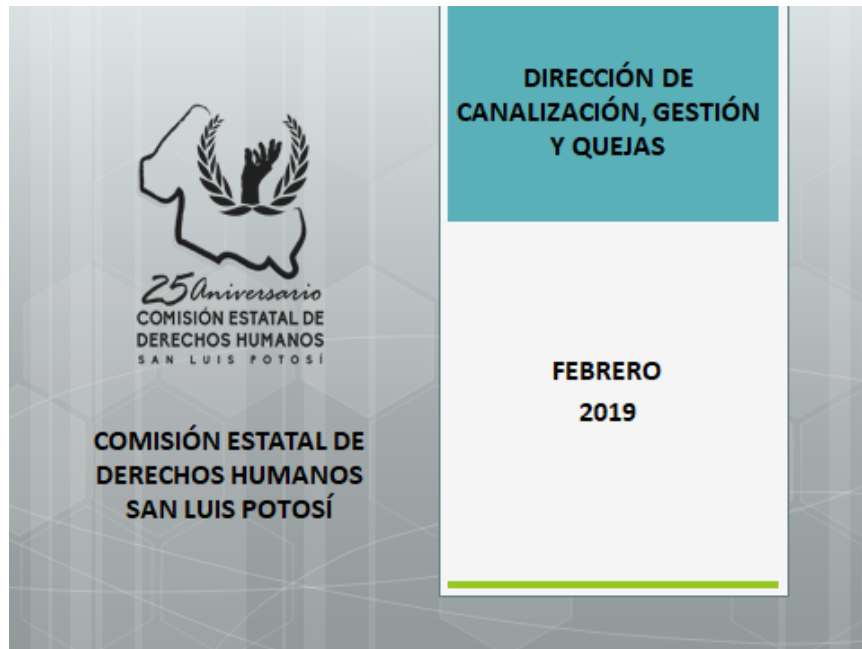 25 Aniversario
COMISIÓN ESTATAL DE
DERECHOS HUMANOS
SAN LUIS POTOSÍ
COMISIÓN ESTATAL DE
DERECHOS HUMANOS
SAN LUIS POTOSÍ
DIRECCIÓN DE
CANALIZACIÓN, GESTIÓN
Y QUEJAS
FEBRERO
2019